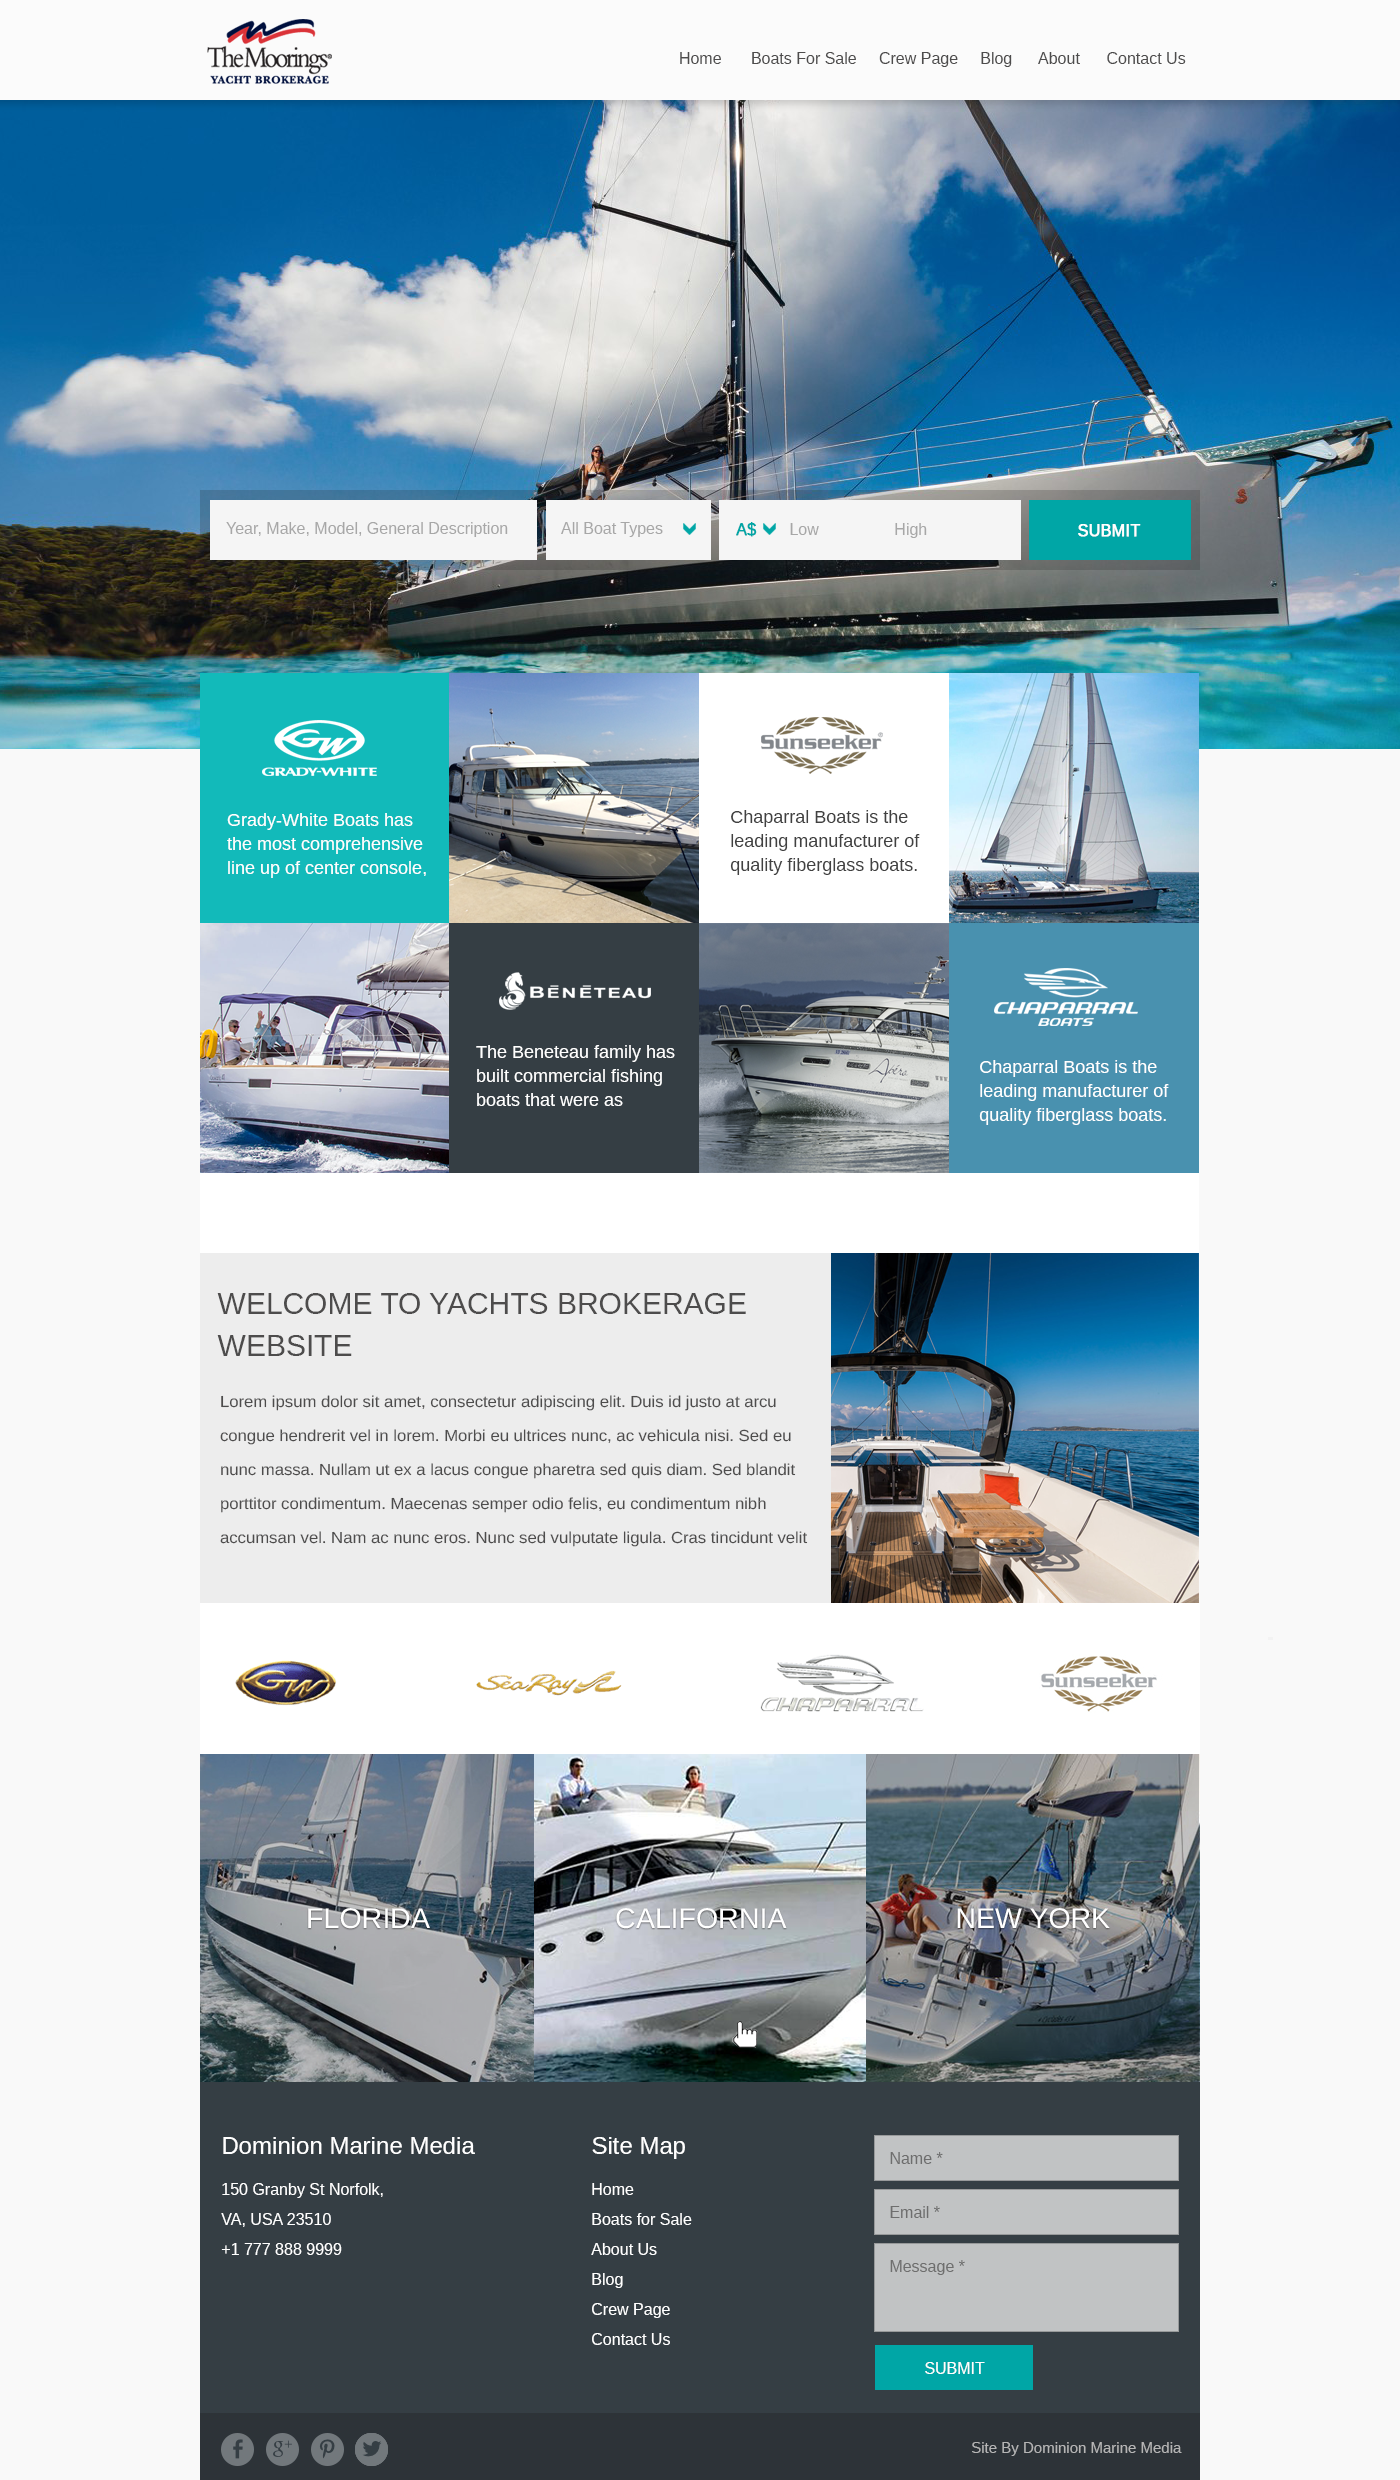 TheMoorings®
YACHT BROKERAGE
Home Boats For Sale Crew Page Blog About Contact Us
Year, Make, Model, General Description All Boat Types A$ Low High SUBMIT
GW
GRADY-WHITE
Grady-White Boats has
the most comprehensive
line up of center console,
Sunseeker®
Chaparral Boats is the
leading manufacturer of
quality fiberglass boats.
BĒNĒTEAU
The Beneteau family has
built commercial fishing
boats that were as
CHAPARRAL
BOATS
Chaparral Boats is the
leading manufacturer of
quality fiberglass boats.
WELCOME TO YACHTS BROKERAGE
WEBSITE
Lorem ipsum dolor sit amet, consectetur adipiscing elit. Duis id justo at arcu
congue hendrerit vel in lorem. Morbi eu ultrices nunc, ac vehicula nisi. Sed eu
nunc massa. Nullam ut ex a lacus congue pharetra sed quis diam. Sed blandit
porttitor condimentum. Maecenas semper odio felis, eu condimentum nibh
accumsan vel. Nam ac nunc eros. Nunc sed vulputate ligula. Cras tincidunt velit
GW
SeaRay
CHAPARRAL
Sunseeker
FLORIDA
CALIFORNIA
NEW YORK
Dominion Marine Media
150 Granby St Norfolk,
VA, USA 23510
+1 777 888 9999
Site Map
Home
Boats for Sale
About Us
Blog
Crew Page
Contact Us
Name *
Email *
Message *
SUBMIT
f g+ p
Site By Dominion Marine Media